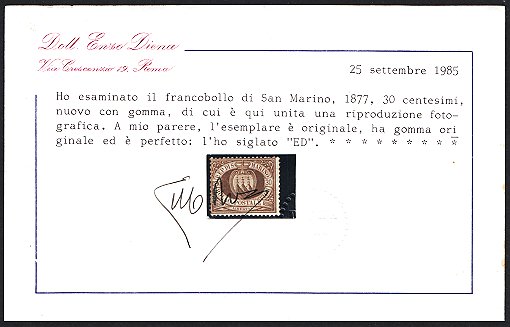 Dott. Enzo Diena
Via Crescenzio 19, Roma
25 settembre 1985
Ho esaminato il francobollo di San Marino, 1877, 30 centesimi,
nuovo con gomma, di cui è qui unita una riproduzione foto-
grafica. A mio parere, l'esemplare è originale, ha gomma ori
ginale ed è perfetto: l'ho siglato "ED". * * * * * * * * *